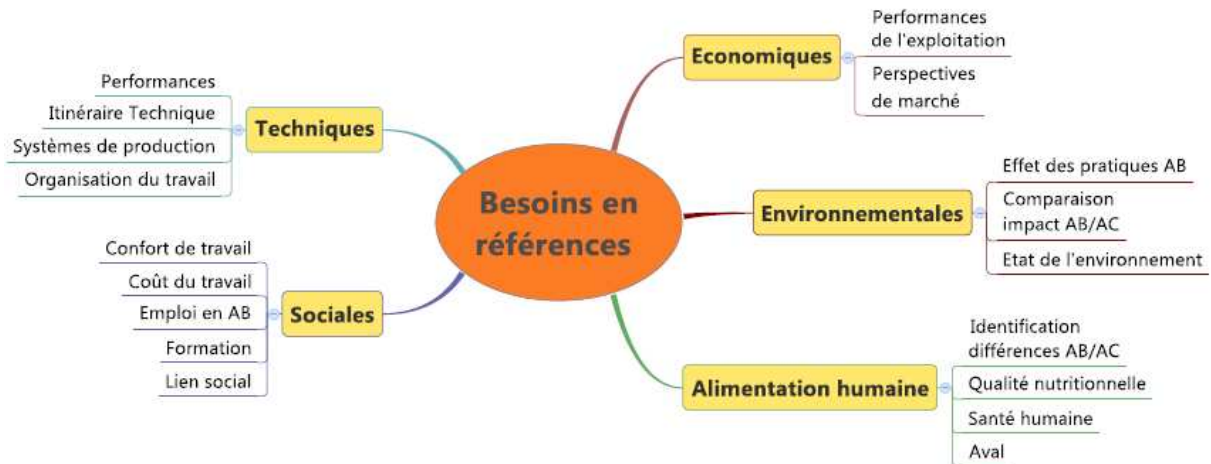 Besoins en
références
Techniques
Performances
Itinéraire Technique
Systèmes de production
Organisation du travail
Sociales
Confort de travail
Coût du travail
Emploi en AB
Formation
Lien social
Economiques
Performances
de l'exploitation
Perspectives
de marché
Environnementales
Effet des pratiques AB
Comparaison
impact AB/AC
Etat de l'environnement
Alimentation humaine
Identification
différences AB/AC
Qualité nutritionnelle
Santé humaine
Aval